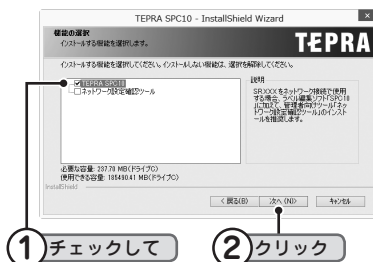 TEPRA SPC10 - InstallShield Wizard
機能の選択
インストールする機能を選択します。
TEPRA
インストールする機能を選択してください。インストールしない機能は、選択を解除してください。
TEPRA SPC10
ネットワーク設定確認ツール
説明
SRXXXをネットワーク接続で使用
する場合、ラベル編集ソフト「SPC10
」に加えて、管理者向けツール「ネッ
トワーク設定確認ツール」のインスト
ールを推奨します。
必要な容量: 237.70 MB(ドライブC)
使用できる容量: 185490.41 MB(ドライブC)
InstallShield
< 戻る(B)
次へ(N)>
キャンセル
1 チェックして
2 クリック